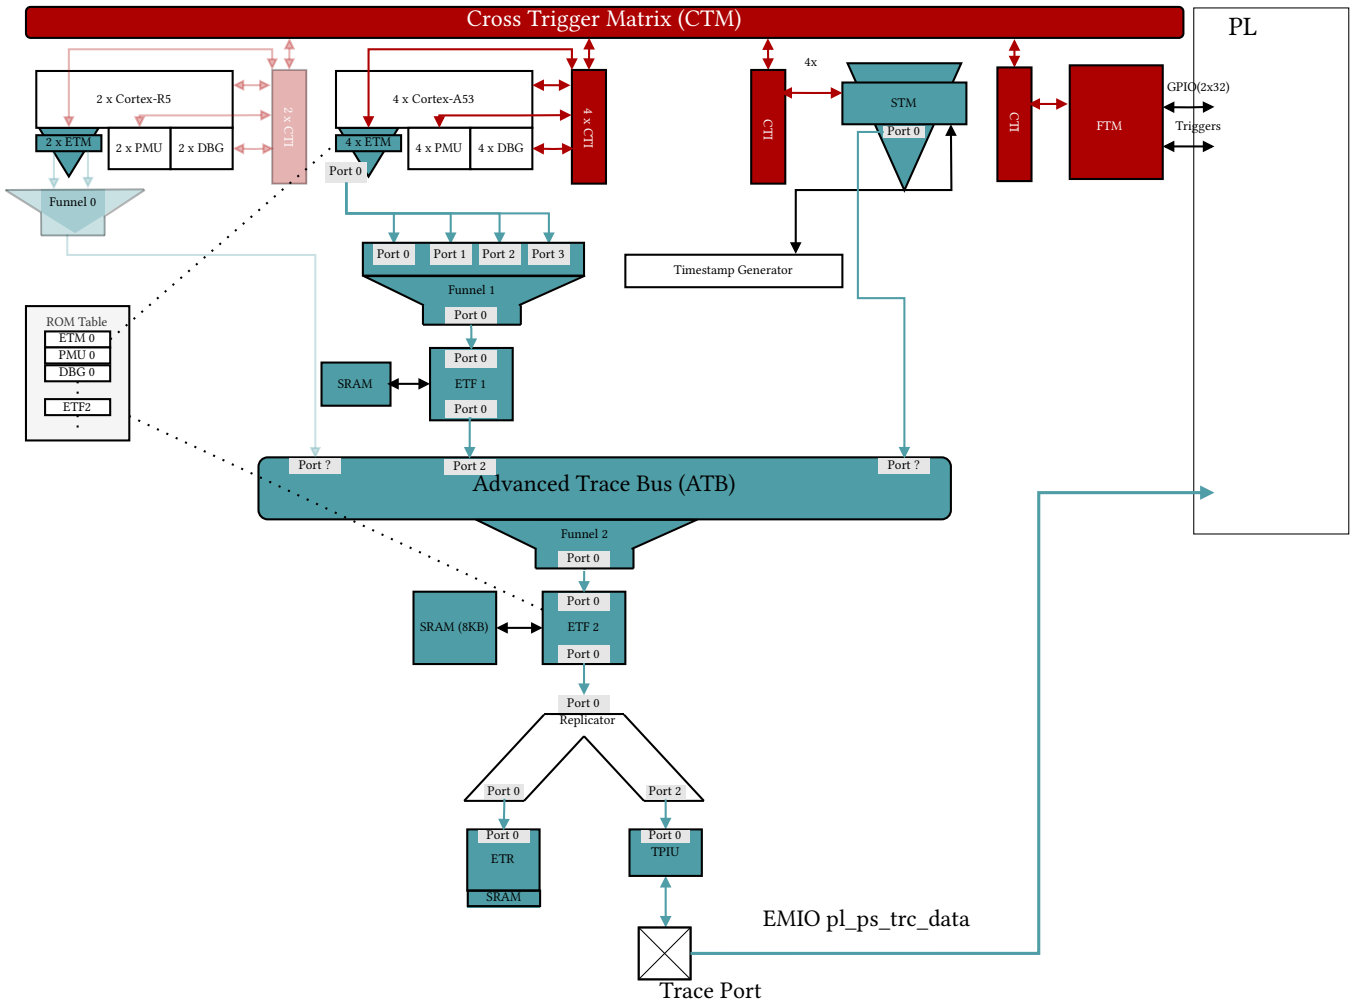 Cross Trigger Matrix (CTM)
PL
4x
2 x Cortex-R5
2 x CTI
4 x Cortex-A53
4 x CTI
CTI
STM
Port 0
CTI
FTM
GPIO(2x32)
Triggers
2 x ETM
2 x PMU
2 x DBG
4 x ETM
4 x PMU
4 x DBG
Port 0
Funnel 0
Port 0
Port 1
Port 2
Port 3
Funnel 1
Port 0
Timestamp Generator
ROM Table
ETM 0
PMU 0
DBG 0
ETF2
SRAM
Port 0
ETF 1
Port 0
Port ?
Port 2
Port ?
Advanced Trace Bus (ATB)
Funnel 2
Port 0
SRAM (8KB)
Port 0
ETF 2
Port 0
Port 0
Replicator
Port 0
Port 2
Port 0
ETR
SRAM
Port 0
TPIU
EMIO pl_ps_trc_data
Trace Port